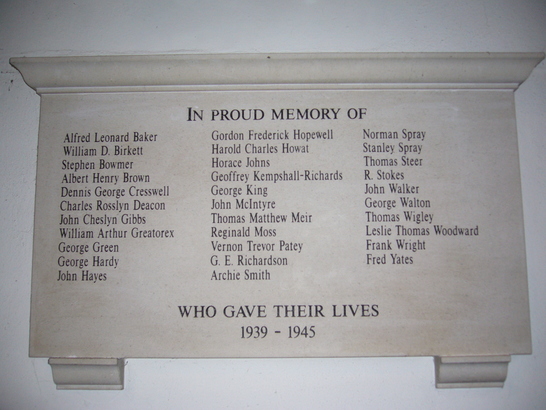 IN PROUD MEMORY OF
Alfred Leonard Baker
William D. Birkett
Stephen Bowmer
Albert Henry Brown
Dennis George Cresswell
Charles Rosslyn Deacon
John Cheslyn Gibbs
William Arthur Greatorex
George Green
George Hardy
John Hayes
Gordon Frederick Hopewell
Harold Charles Howat
Horace Johns
Geoffrey Kempshall-Richards
George King
John McIntyre
Thomas Matthew Meir
Reginald Moss
Vernon Trevor Patey
G. E. Richardson
Archie Smith
Norman Spray
Stanley Spray
Thomas Steer
R. Stokes
John Walker
George Walton
Thomas Wigley
Leslie Thomas Woodward
Frank Wright
Fred Yates
WHO GAVE THEIR LIVES
1939 - 1945